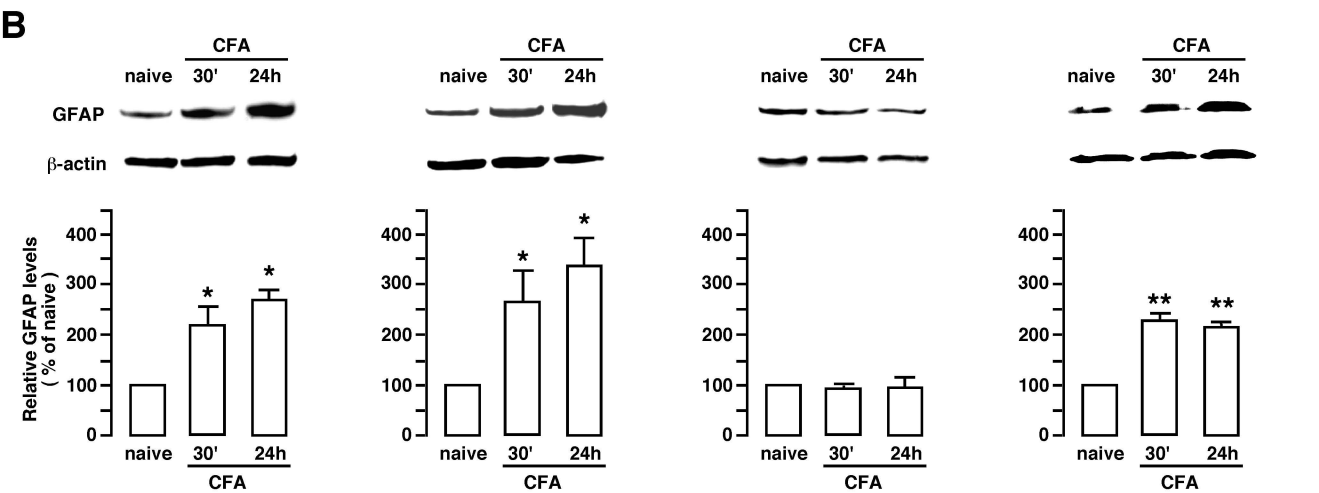 B
CFA CFA CFA CFA
naive 30' 24h naive 30' 24h naive 30' 24h naive 30' 24h
GFAP
β-actin
Relative GFAP levels
( % of naive )
400 400 400 400
* * * *
300 300 300 300
** **
200 200 200 200
100 100 100 100
0 0 0 0
naive 30' 24h naive 30' 24h naive 30' 24h naive 30' 24h
CFA CFA CFA CFA